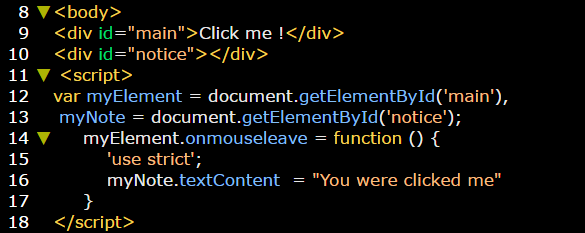 8 ▼ <body>
9 <div id="main">Click me !</div>
10 <div id="notice"></div>
11 ▼ <script>
12 var myElement = document.getElementById('main'),
13 myNote = document.getElementById('notice');
14 ▼ myElement.onmouseleave = function () {
15 'use strict';
16 myNote.textContent = "You were clicked me"
17 }
18 </script>